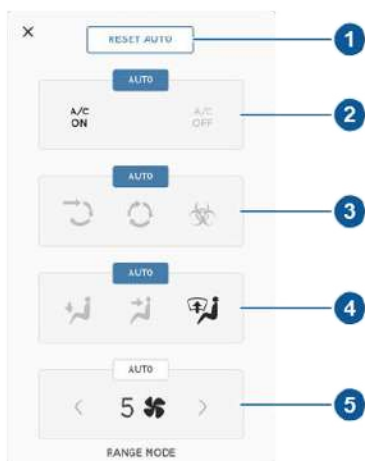 RESET AUTO
1
AUTO
A/C
ON
A/C
OFF
2
AUTO
3
AUTO
4
AUTO
5
5
RANGE MODE